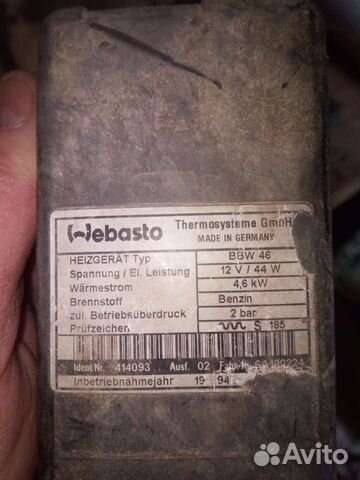 Webasto Thermosysteme GmbH
MADE IN GERMANY
HEIZGERÄT Typ BBW 46
Spannung / El. Leistung 12 V / 44 W
Wärmestrom 4,6 kW
Brennstoff Benzin
zul. Betriebsüberdruck 2 bar
Prüfzeichen S 185
Ident Nr. 414093 Ausf. 02
Inbetriebnahmejahr 19 94
Avito